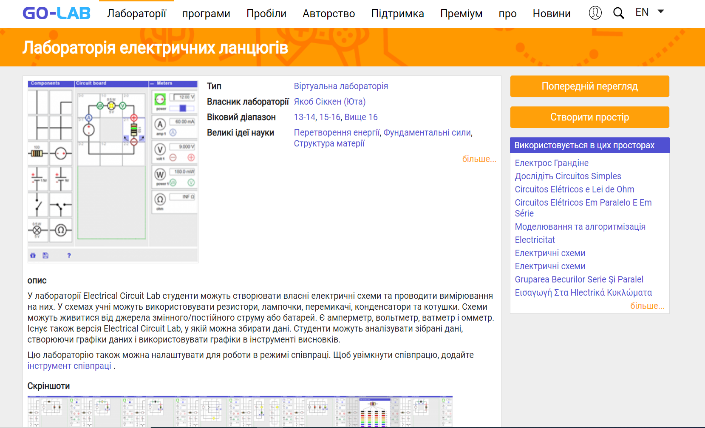 GO-LAB Лабораторії програми Пробіли Авторство Підтримка Преміум про Новини EN
Лабораторія електричних ланцюгів
Components Circuit board Meters
Тип Віртуальна лабораторія
Власник лабораторії Якоб Сіккен (Юта)
Віковий діапазон 13-14, 15-16, Вище 16
Великі ідеї науки Перетворення енергії, Фундаментальні сили,
Структура матерії
більше...
Попередній перегляд
Створити простір
Використовується в цих просторах
Електрос Грандіне
Дослідіть Circuitos Simples
Circuitos Elétricos e Lei de Ohm
Circuitos Elétricos Em Paralelo E Em
Série
Моделювання та алгоритмізація
Electricitat
Електричні схеми
Електричні схеми
Gruparea Becurilor Serie Și Paralel
Εισαγωγή Στα Ηλεκτρικά Κυκλώματα
більше...
опис
У лабораторії Electrical Circuit Lab студенти можуть створювати власні електричні схеми та проводити вимірювання
на них. У схемах учні можуть використовувати резистори, лампочки, перемикачі, конденсатори та котушки. Схеми
можуть живитися від джерела змінного/постійного струму або батарей. Є амперметр, вольтметр, ватметр і омметр.
Існує також версія Electrical Circuit Lab, у якій можна збирати дані. Студенти можуть аналізувати зібрані дані,
створюючи графіки даних і використовувати графіки в інструменті висновків.
Цю лабораторію також можна налаштувати для роботи в режимі співпраці. Щоб увімкнути співпрацю, додайте
інструмент співпраці .
Скріншоти